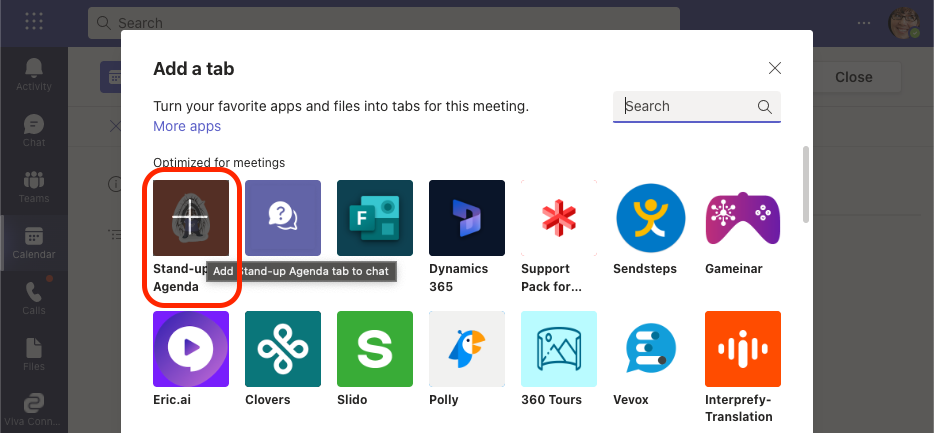 Search
Activity
Chat
Teams
Calendar
Calls
Files
Viva Conn...
Close
Add a tab
Turn your favorite apps and files into tabs for this meeting.
More apps
Search
Optimized for meetings
Stand-up
Agenda
Add Stand-up Agenda tab to chat
F
Dynamics
365
Support
Pack for...
Sendsteps
Gameinar
S
Eric.ai
Clovers
Slido
Polly
360 Tours
Vevox
Interprefy-
Translation